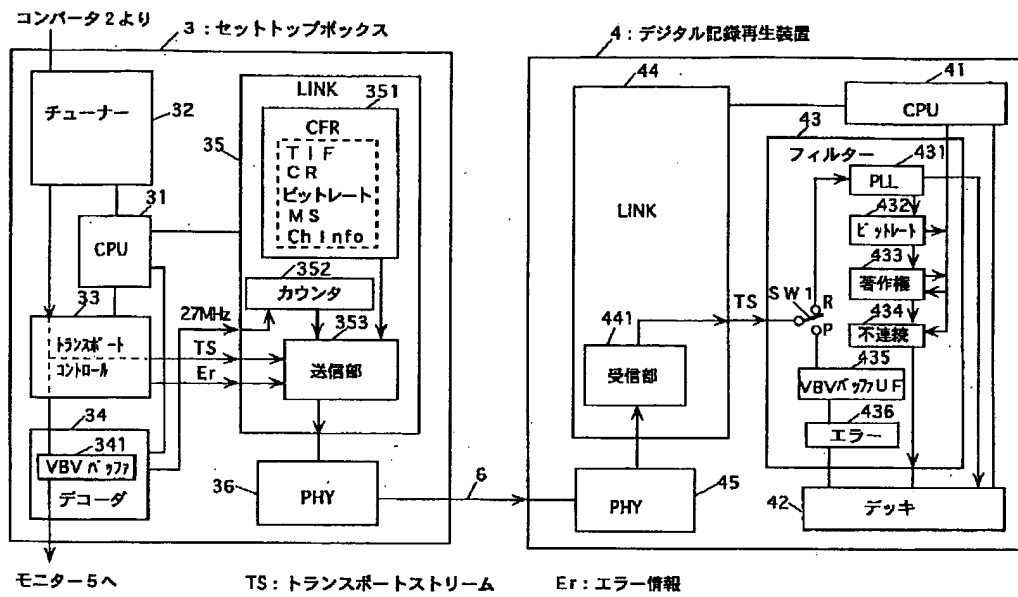 コンバータ2より
3:セットトップボックス
チューナー
32
31
CPU
33
トランスポート
コントロール
34
341
VBVバッファ
デコーダ
モニター5へ
35
LINK
351
CFR
TIF
CR
ビットレート
MS
ChInfo
352
カウンタ
27MHz
353
TS
Er
送信部
36
PHY
6
TS:トランスポートストリーム
4:デジタル記録再生装置
44
LINK
441
受信部
45
PHY
41
CPU
43
フィルター
431
PLL
432
ビットレート
433
著作権
TS
SW1
R
P
434
不連続
435
VBVバッファUF
436
エラー
42
デッキ
Er:エラー情報